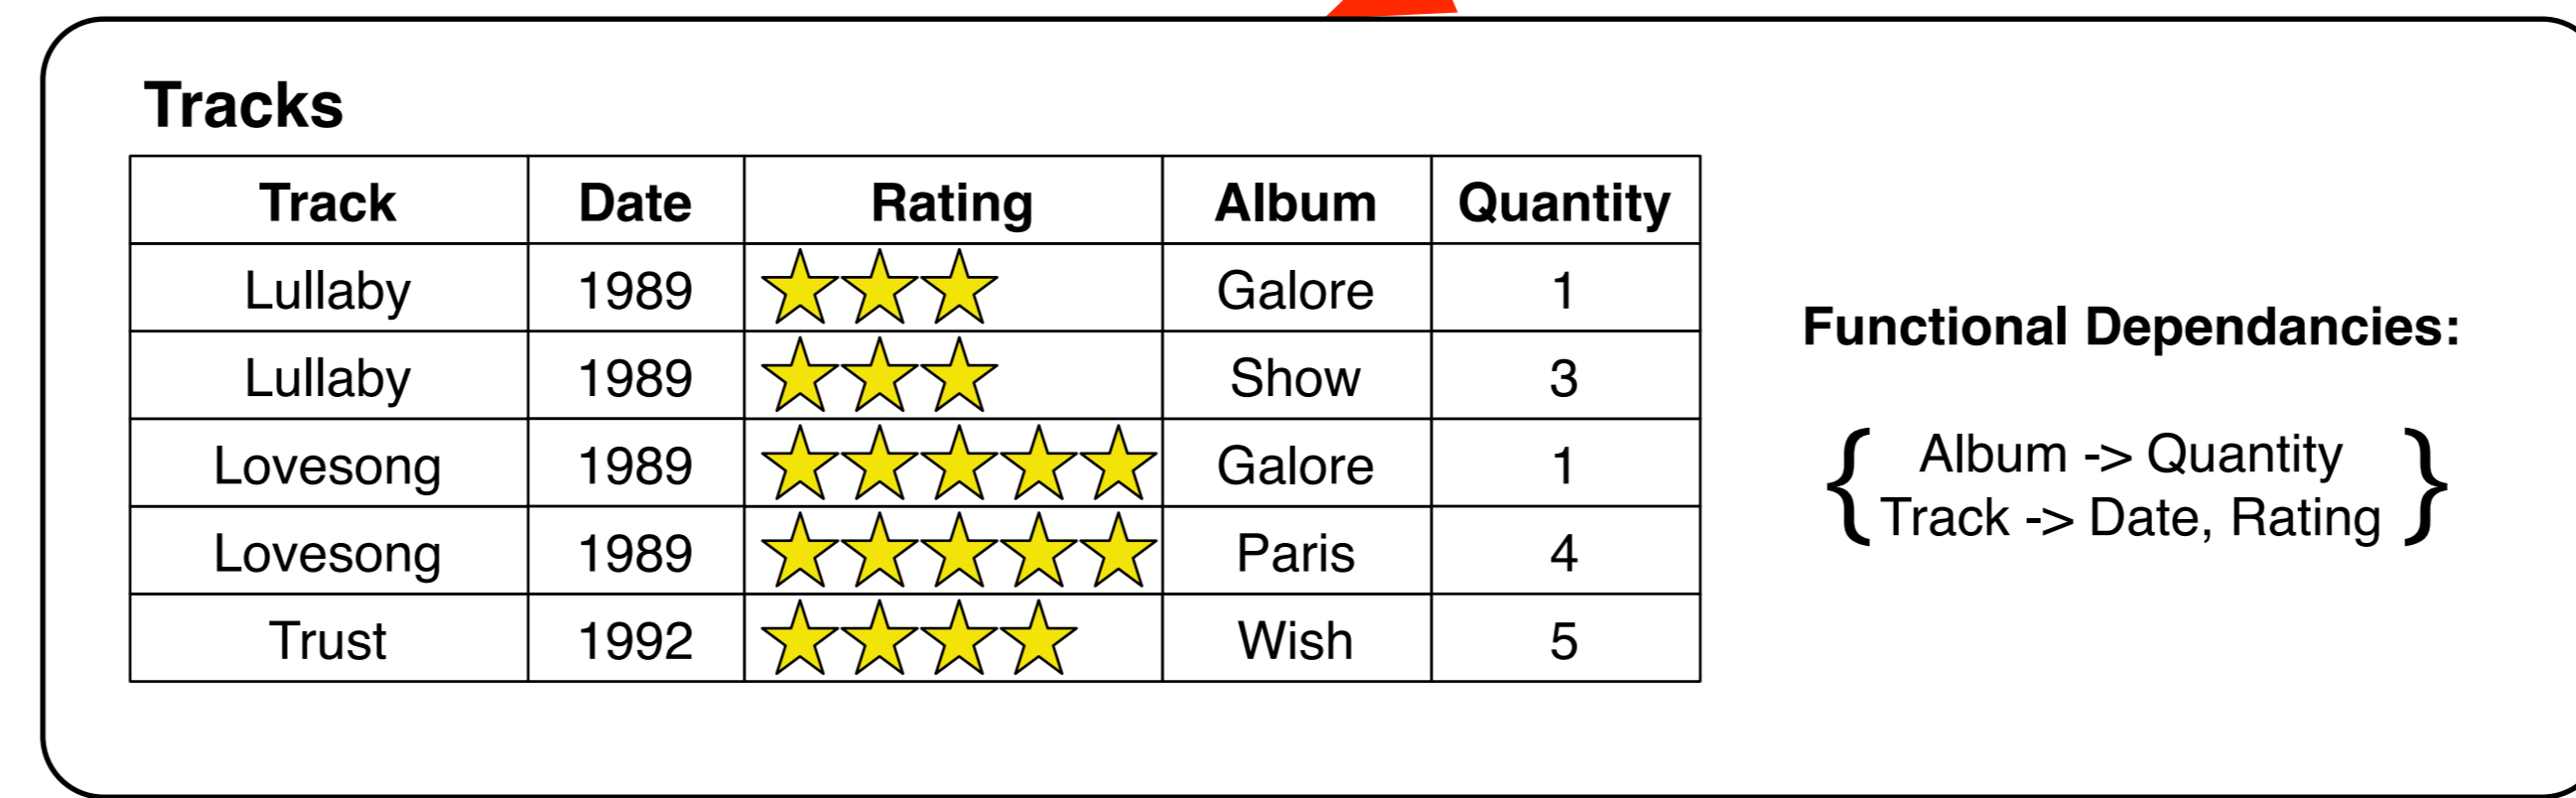 Tracks
Track Date Rating Album Quantity
Lullaby 1989 Galore 1
Lullaby 1989 Show 3
Lovesong 1989 Galore 1
Lovesong 1989 Paris 4
Trust 1992 Wish 5
Functional Dependancies:
{ Album -> Quantity
Track -> Date, Rating }